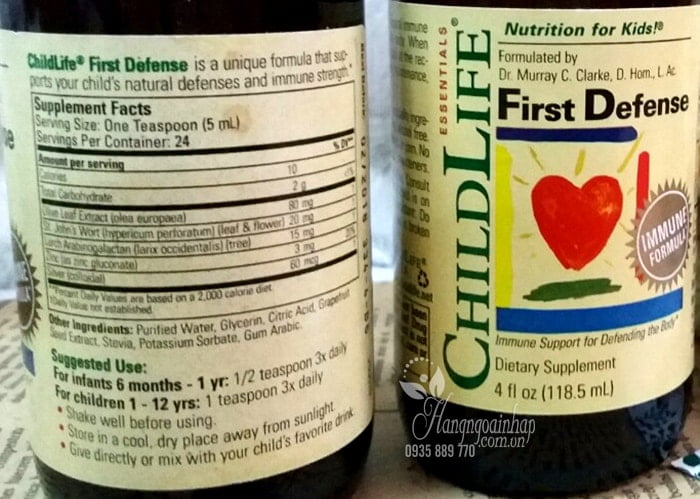 ChildLife® First Defense is a unique formula that sup-
ports your child's natural defenses and immune strength.*
Supplement Facts
Serving Size: One Teaspoon (5 mL)
Servings Per Container: 24
Amount per serving
% DV**
Calories 10
Total Carbohydrate 2 g
Olive Leaf Extract (olea europaea) 80 mg
St. John's Wort (hypericum perforatum) (leaf & flower) 20 mg
Larch Arabinogalactan (larix occidentalis) (tree) 15 mg
Zinc (as zinc gluconate) 3 mg
Silver (colloidal) 60 mcg
*Percent Daily Values are based on a 2,000 calorie diet.
Daily Value not established.
Other Ingredients: Purified Water, Glycerin, Citric Acid, Grapefruit
Seed Extract, Stevia, Potassium Sorbate, Gum Arabic.
Suggested Use:
For infants 6 months - 1 yr: 1/2 teaspoon 3x daily
For children 1 - 12 yrs: 1 teaspoon 3x daily
• Shake well before using.
• Store in a cool, dry place away from sunlight.
• Give directly or mix with your child's favorite drink.
CHILDLIFE®
ESSENTIALS
Nutrition for Kids!®
Formulated by
Dr. Murray C. Clarke, D. Hom., L. Ac.
First Defense
IMMUNE
FORMULA
Immune Support for Defending the Body*
Dietary Supplement
4 fl oz (118.5 mL)
Hangngoainhap
.com.vn
0935 889 770